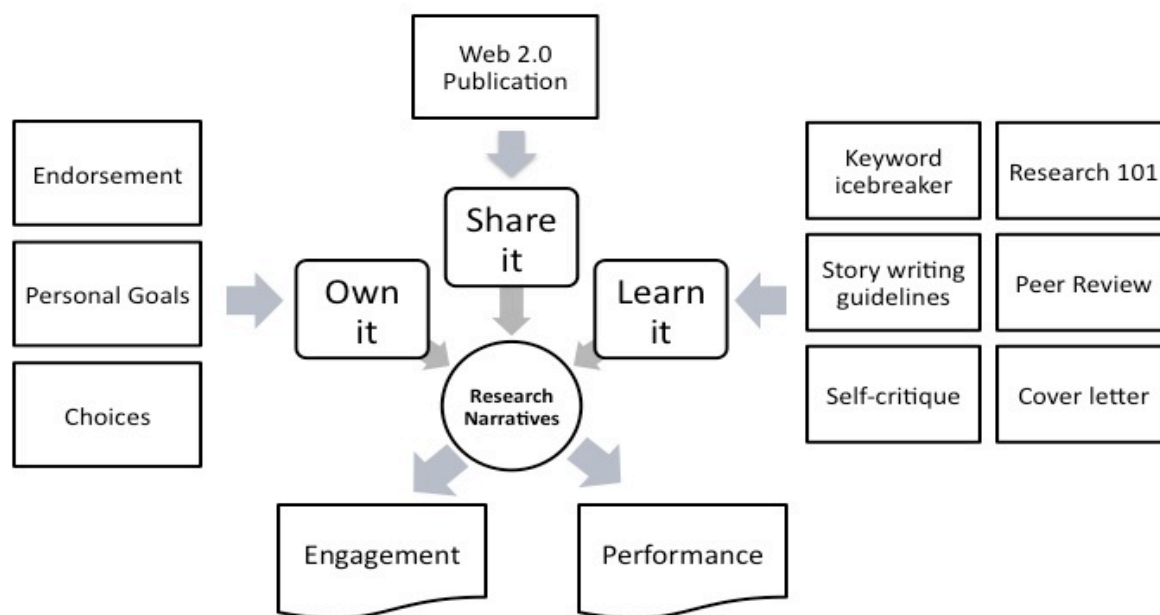 Web 2.0
Publication
Endorsement
Personal Goals
Choices
Keyword
icebreaker
Research 101
Story writing
guidelines
Peer Review
Self-critique
Cover letter
Share
it
Own
it
Learn
it
Research
Narratives
Engagement
Performance